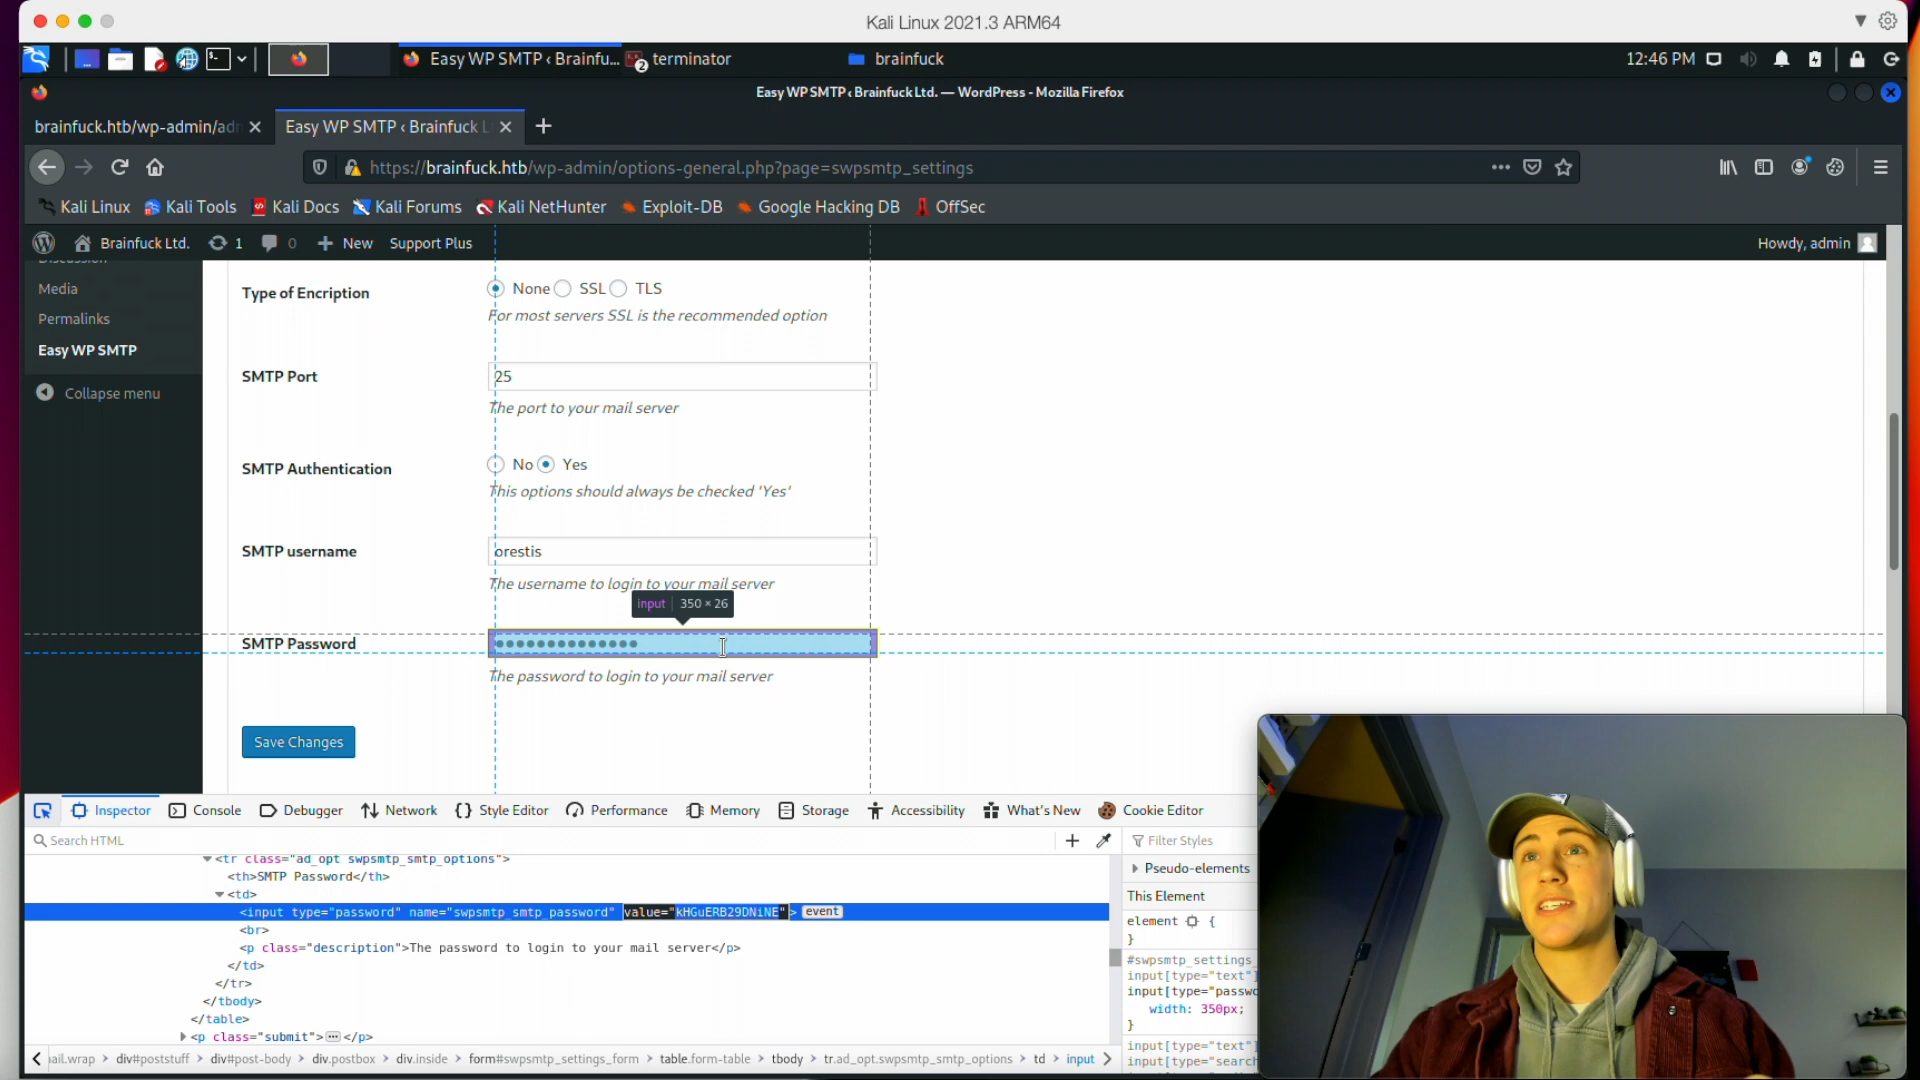 Kali Linux 2021.3 ARM64
Easy WP SMTP ‹ Brainfu...
2 terminator
brainfuck
12:46 PM
Easy WP SMTP ‹ Brainfuck Ltd. — WordPress - Mozilla Firefox
brainfuck.htb/wp-admin/ad
Easy WP SMTP ‹ Brainfuck L
https://brainfuck.htb/wp-admin/options-general.php?page=swpsmtp_settings
Kali Linux Kali Tools Kali Docs Kali Forums Kali NetHunter Exploit-DB Google Hacking DB OffSec
Brainfuck Ltd. 1 0 New Support Plus Howdy, admin
Discussion
Media
Permalinks
Easy WP SMTP
Collapse menu
Type of Encription
None SSL TLS
For most servers SSL is the recommended option
SMTP Port
25
The port to your mail server
SMTP Authentication
No Yes
This options should always be checked 'Yes'
SMTP username
orestis
The username to login to your mail server
input 350 × 26
SMTP Password
The password to login to your mail server
Save Changes
Inspector Console Debugger Network Style Editor Performance Memory Storage Accessibility What's New Cookie Editor
Search HTML
Filter Styles
<tr class="ad_opt swpsmtp_smtp_options">
<th>SMTP Password</th>
<td>
<input type="password" name="swpsmtp_smtp_password" value="kHGuERB29DNiNE"> event
<br>
<p class="description">The password to login to your mail server</p>
</td>
</tr>
</tbody>
</table>
<p class="submit"> </p>
Pseudo-elements
This Element
element {
}
#swpsmtp_settings_
input[type="text"]
input[type="passwo
width: 350px;
}
input[type="text"]
input[type="search
ail.wrap > div#poststuff > div#post-body > div.postbox > div.inside > form#swpsmtp_settings_form > table.form-table > tbody > tr.ad_opt.swpsmtp_smtp_options > td > input